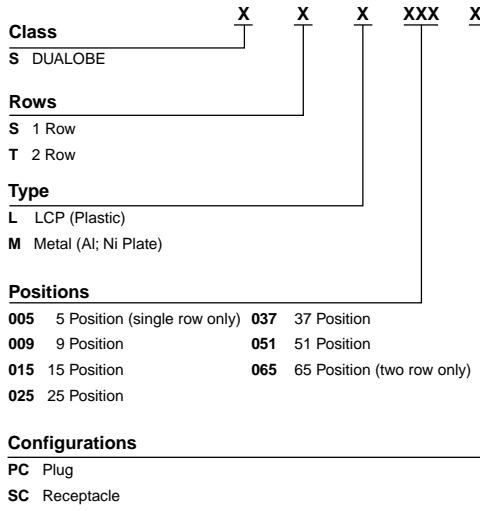 X X X XXX X
Class
S DUALOBE
Rows
S 1 Row
T 2 Row
Type
L LCP (Plastic)
M Metal (Al; Ni Plate)
Positions
005 5 Position (single row only) 037 37 Position
009 9 Position 051 51 Position
015 15 Position 065 65 Position (two row only)
025 25 Position
Configurations
PC Plug
SC Receptacle